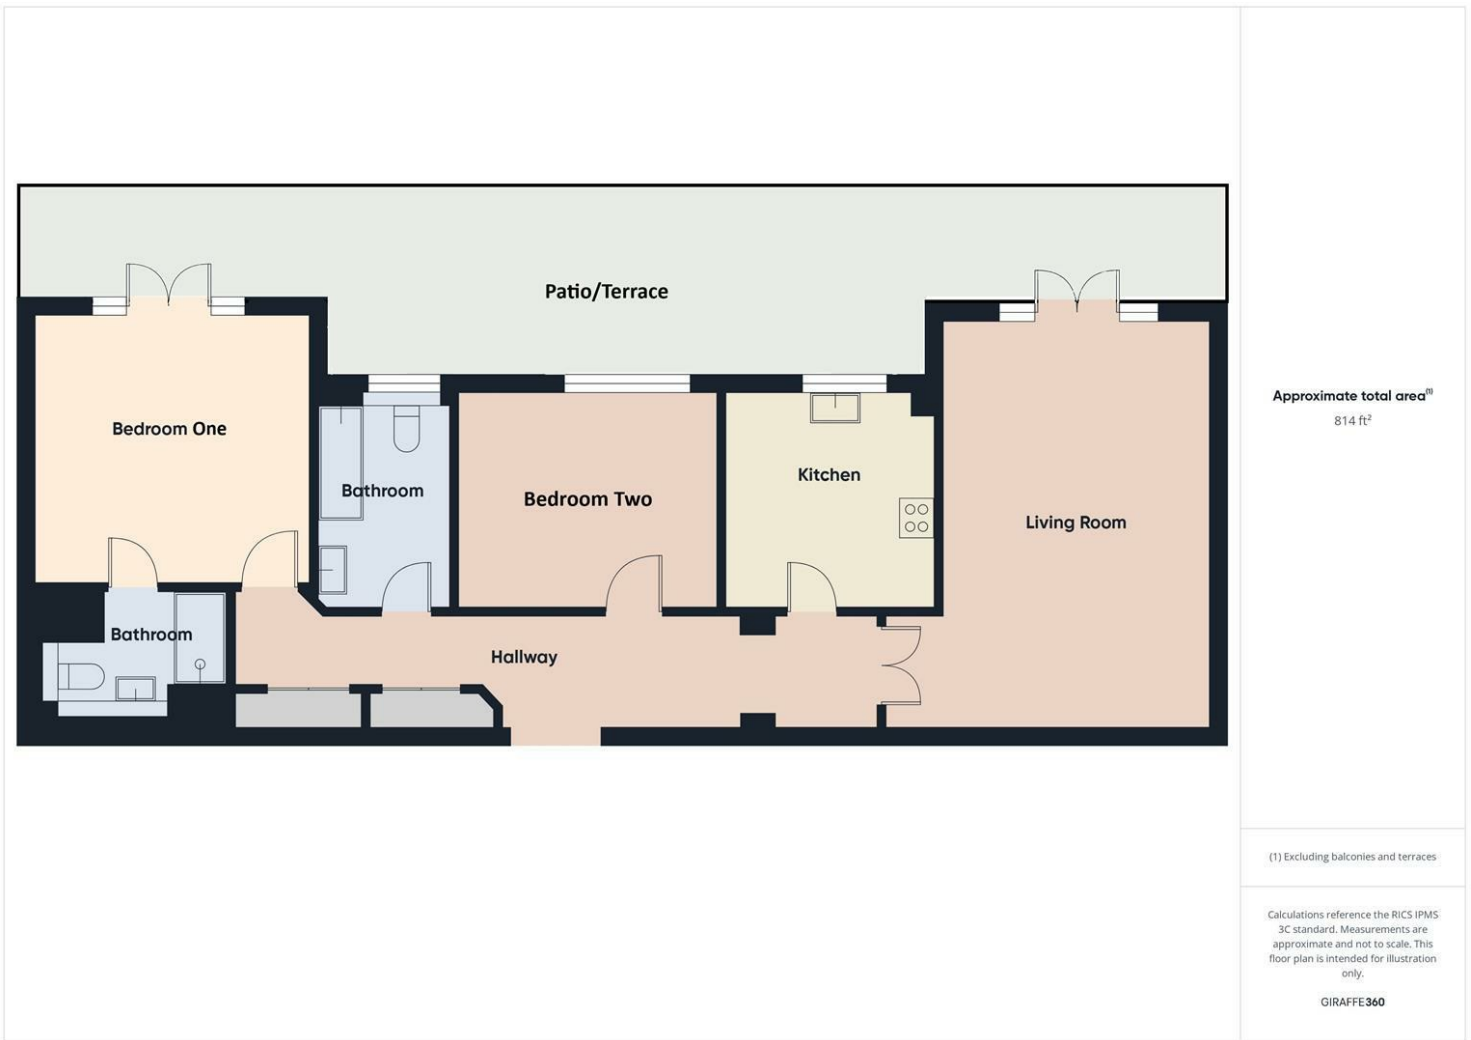 Patio/Terrace
Bedroom One
Bathroom
Bedroom Two
Kitchen
Living Room
Bathroom
Hallway
Approximate total area(1)
814 ft²
(1) Excluding balconies and terraces
Calculations reference the RICS IPMS
3C standard. Measurements are
approximate and not to scale. This
floor plan is intended for illustration
only.
GIRAFFE360